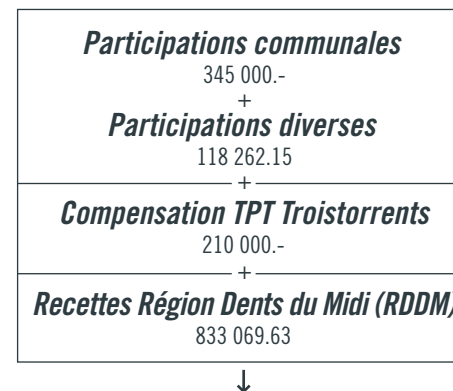 Participations communales
345 000.-
+
Participations diverses
118 262.15
+
Compensation TPT Troistorrents
210 000.-
+
Recettes Région Dents du Midi (RDDM)
833 069.63
↓